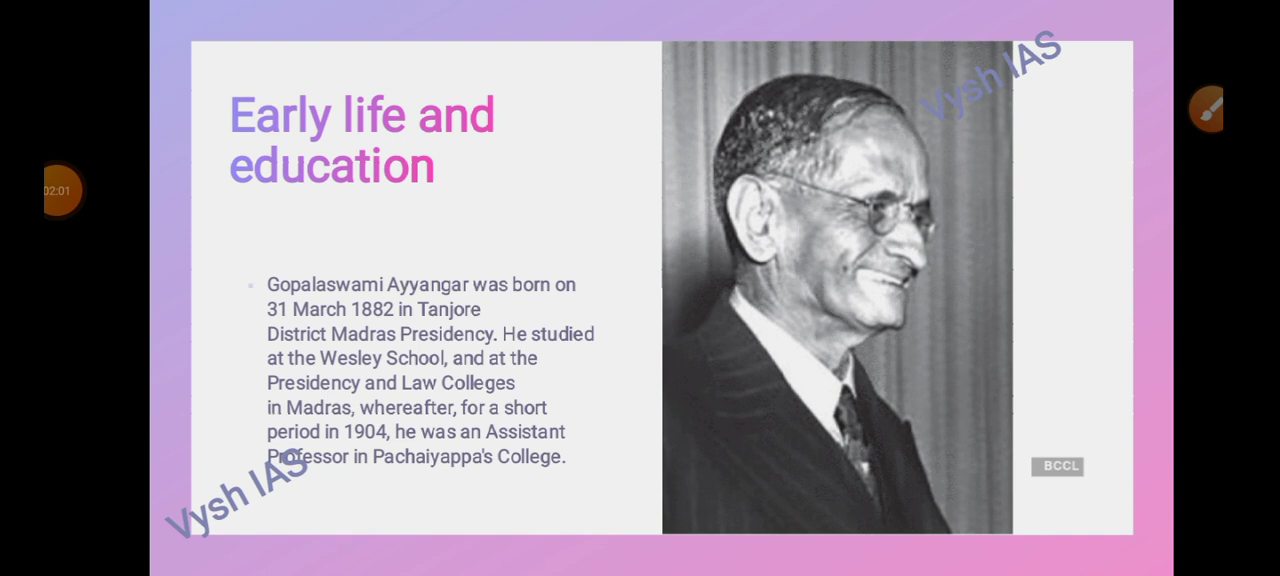 Vysh IAS
Early life and
education
02:01
Gopalaswami Ayyangar was born on
31 March 1882 in Tanjore
District Madras Presidency. He studied
at the Wesley School, and at the
Presidency and Law Colleges
in Madras, whereafter, for a short
period in 1904, he was an Assistant
Professor in Pachaiyappa's College.
BCCL
Vysh IAS